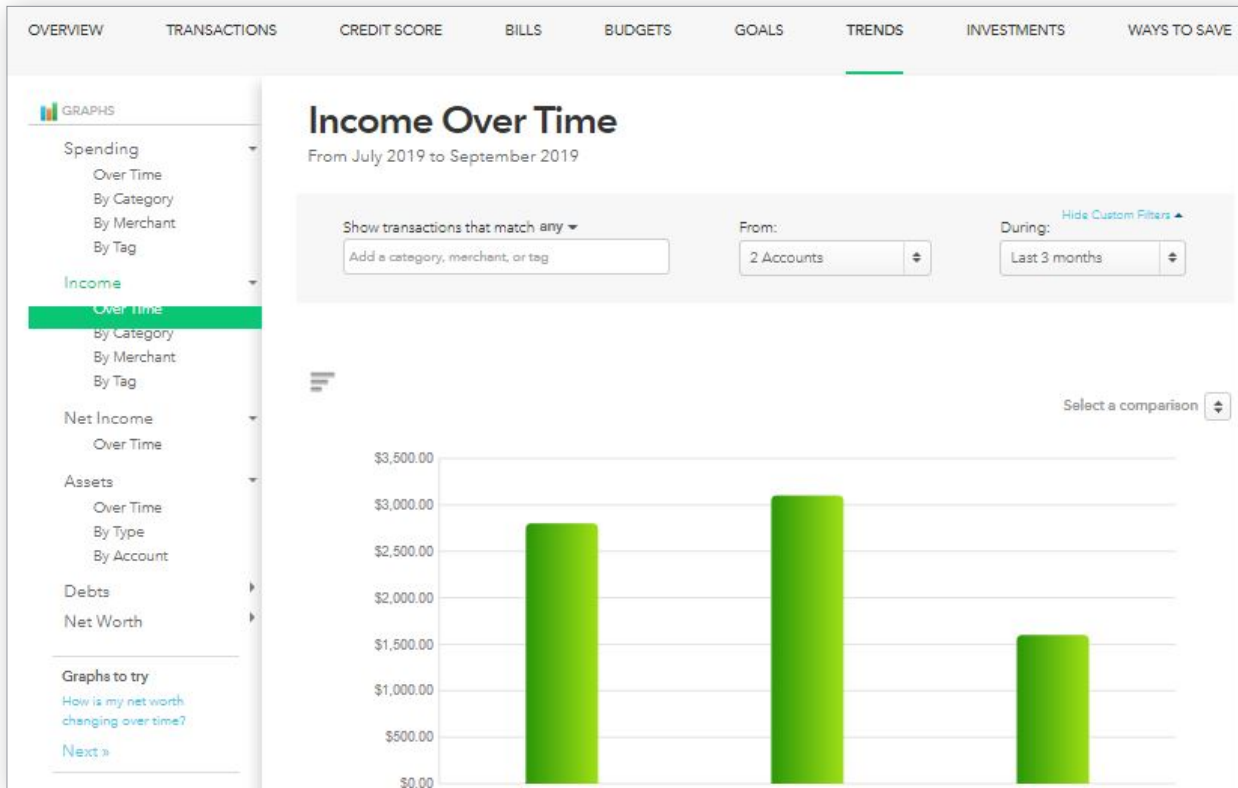 OVERVIEW TRANSACTIONS CREDIT SCORE BILLS BUDGETS GOALS TRENDS INVESTMENTS WAYS TO SAVE
GRAPHS
Spending
Over Time
By Category
By Merchant
By Tag
Income
Over Time
By Category
By Merchant
By Tag
Net Income
Over Time
Assets
Over Time
By Type
By Account
Debts
Net Worth
Graphs to try
How is my net worth
changing over time?
Next »
Income Over Time
From July 2019 to September 2019
Hide Custom Filters
Show transactions that match any
Add a category, merchant, or tag
From:
2 Accounts
During:
Last 3 months
Select a comparison
$3,500.00
$3,000.00
$2,500.00
$2,000.00
$1,500.00
$1,000.00
$500.00
$0.00